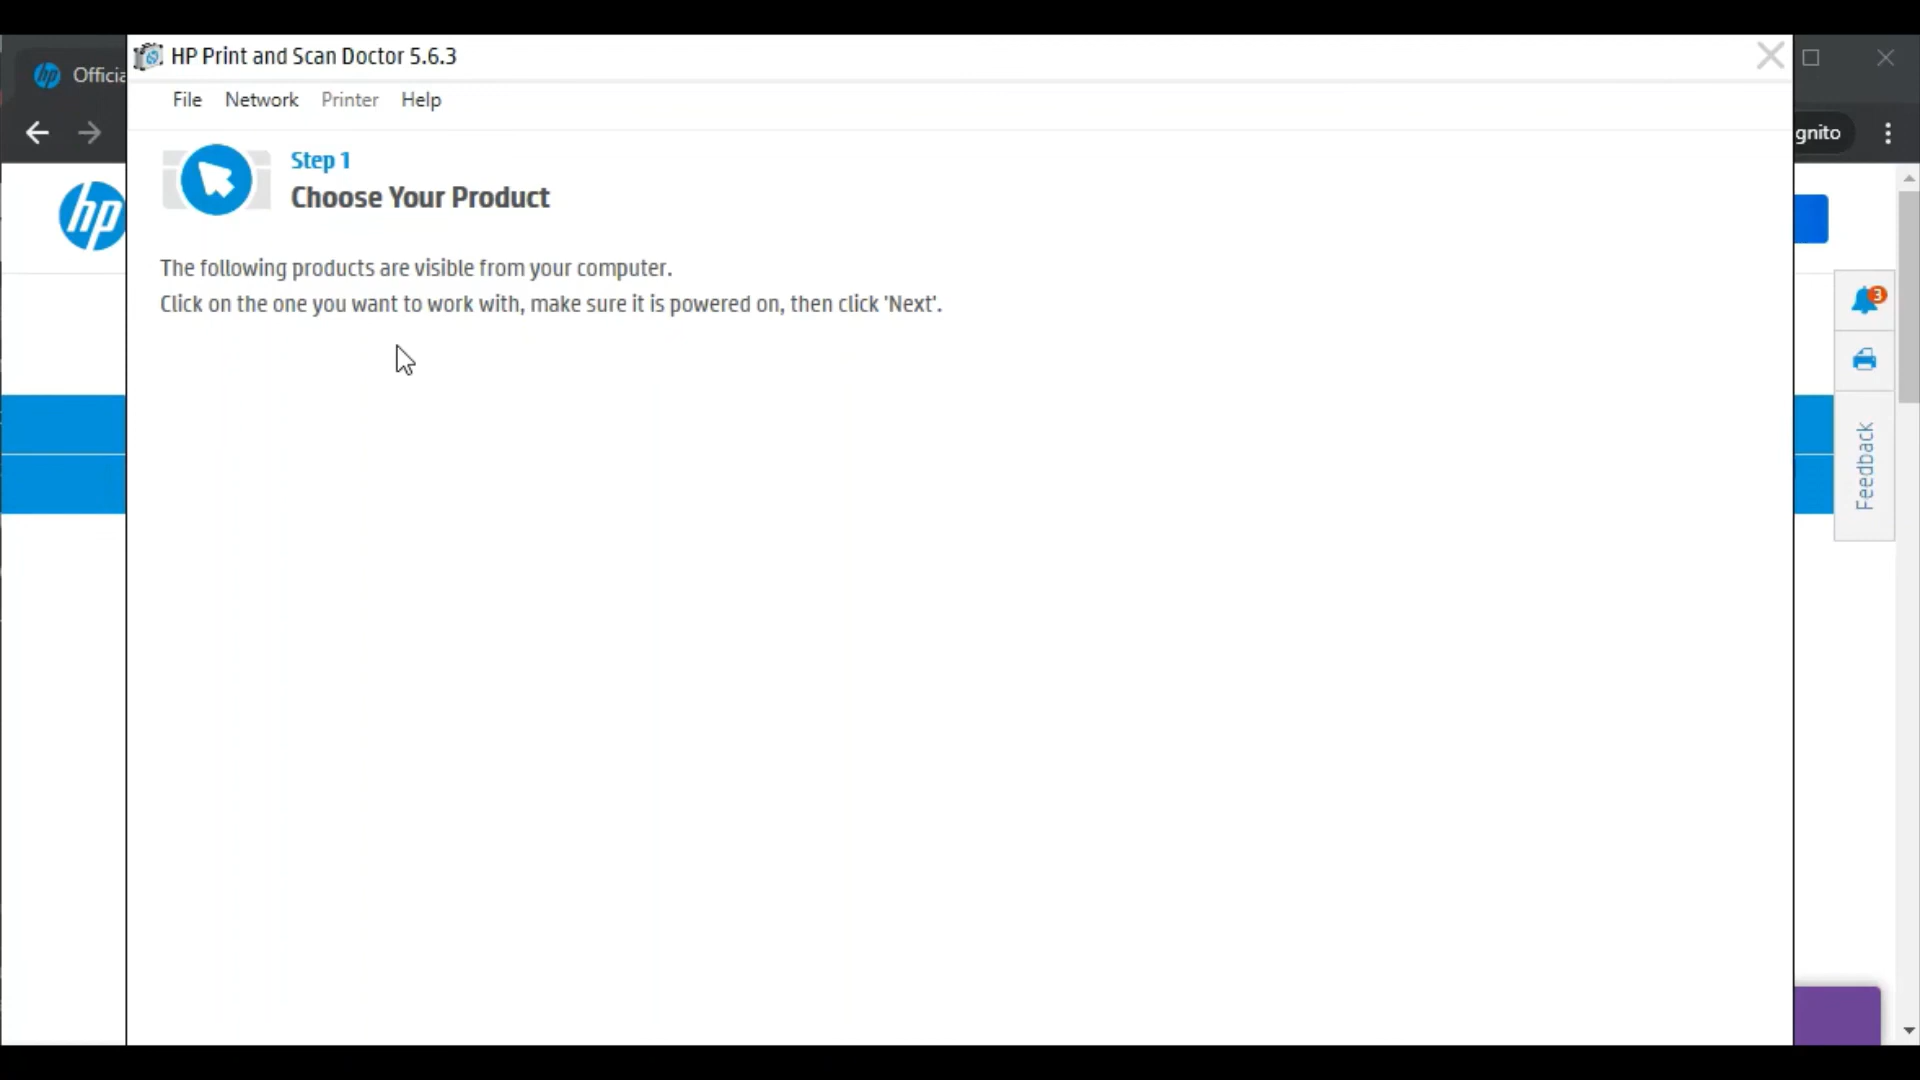 HP Print and Scan Doctor 5.6.3
Officia
File Network Printer Help
gnito
hp
Step 1
Choose Your Product
The following products are visible from your computer.
Click on the one you want to work with, make sure it is powered on, then click 'Next'.
3
Feedback